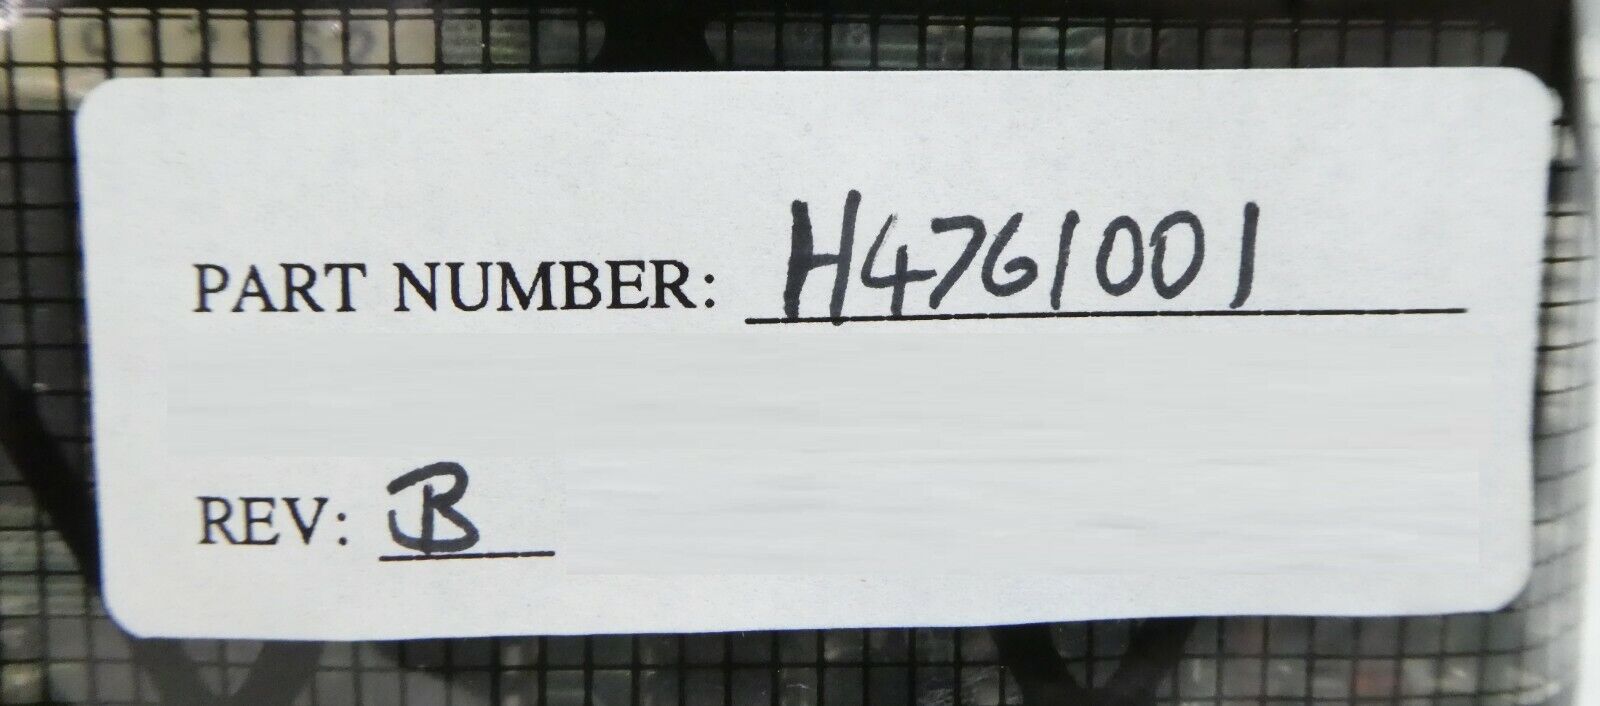 PART NUMBER: H4761001
REV: B